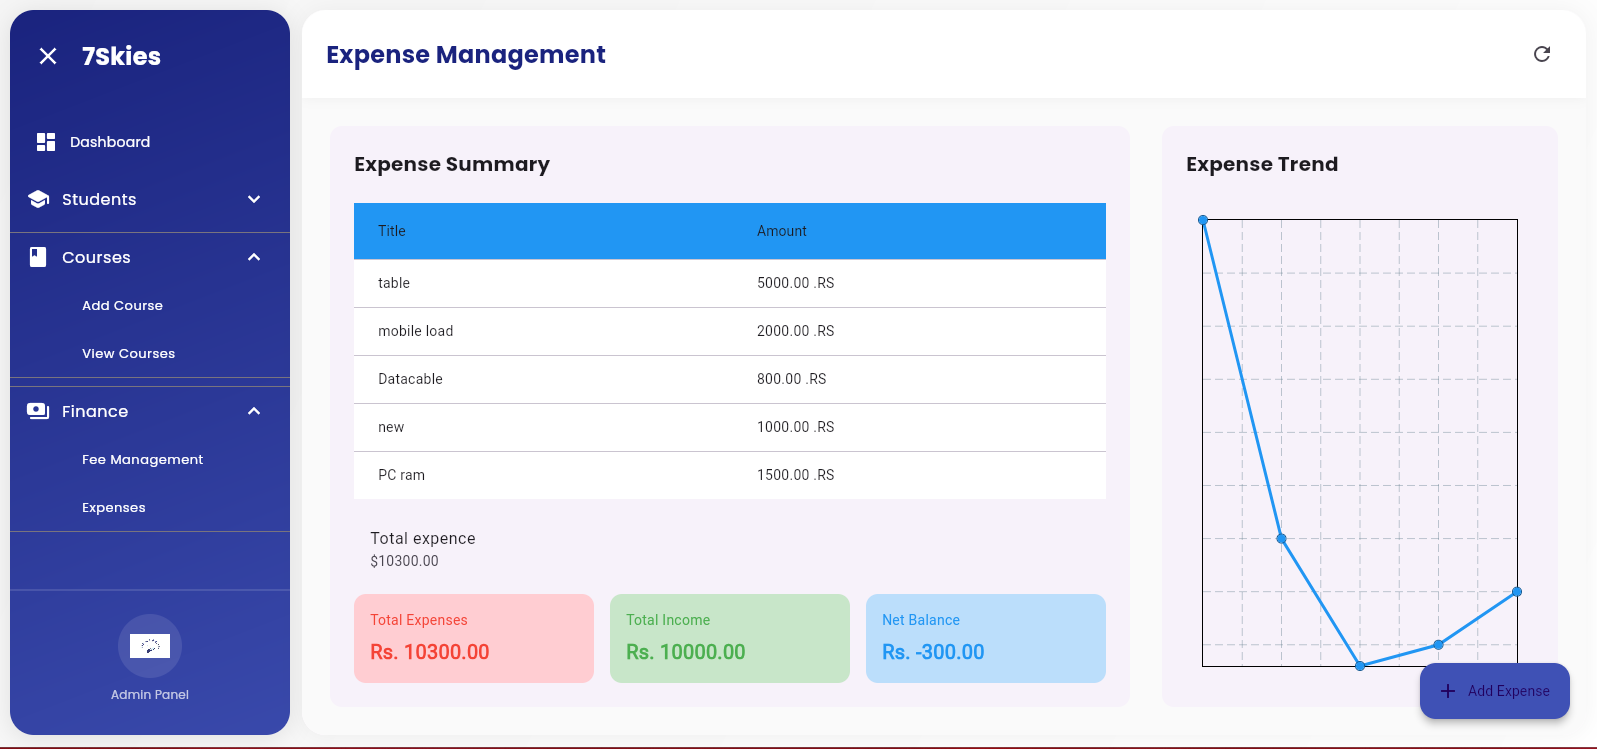 7Skies
Dashboard
Students
Courses
Add Course
View Courses
Finance
Fee Management
Expenses
Admin Panel
Expense Management
Expense Summary
Title Amount
table 5000.00 .RS
mobile load 2000.00 .RS
Datacable 800.00 .RS
new 1000.00 .RS
PC ram 1500.00 .RS
Total expence
$10300.00
Total Expenses
Rs. 10300.00
Total Income
Rs. 10000.00
Net Balance
Rs. -300.00
Expense Trend
Add Expense